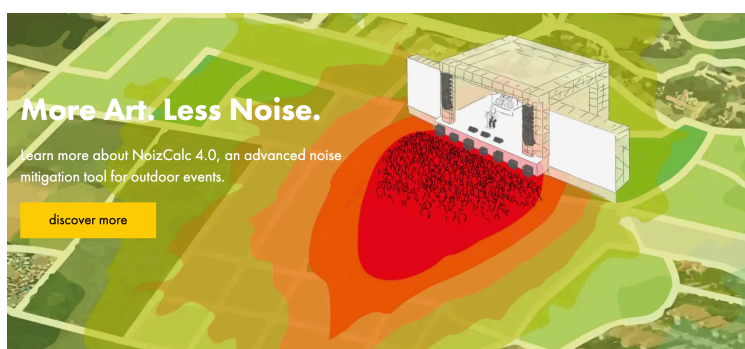 More Art. Less Noise.
Learn more about NoizCalc 4.0, an advanced noise
mitigation tool for outdoor events.
discover more